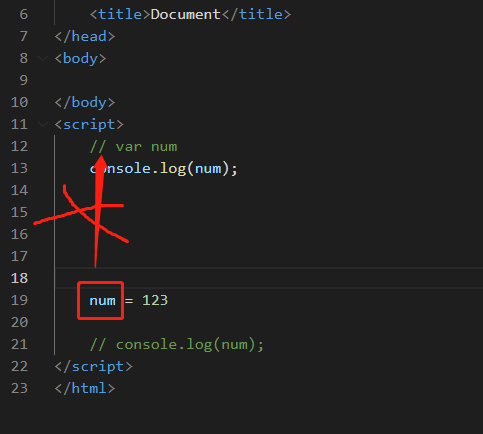 6 <title>Document</title>
7 </head>
8 <body>
9
10 </body>
11 <script>
12 // var num
13 console.log(num);
14
15
16
17
18
19 num = 123
20
21 // console.log(num);
22 </script>
23 </html>